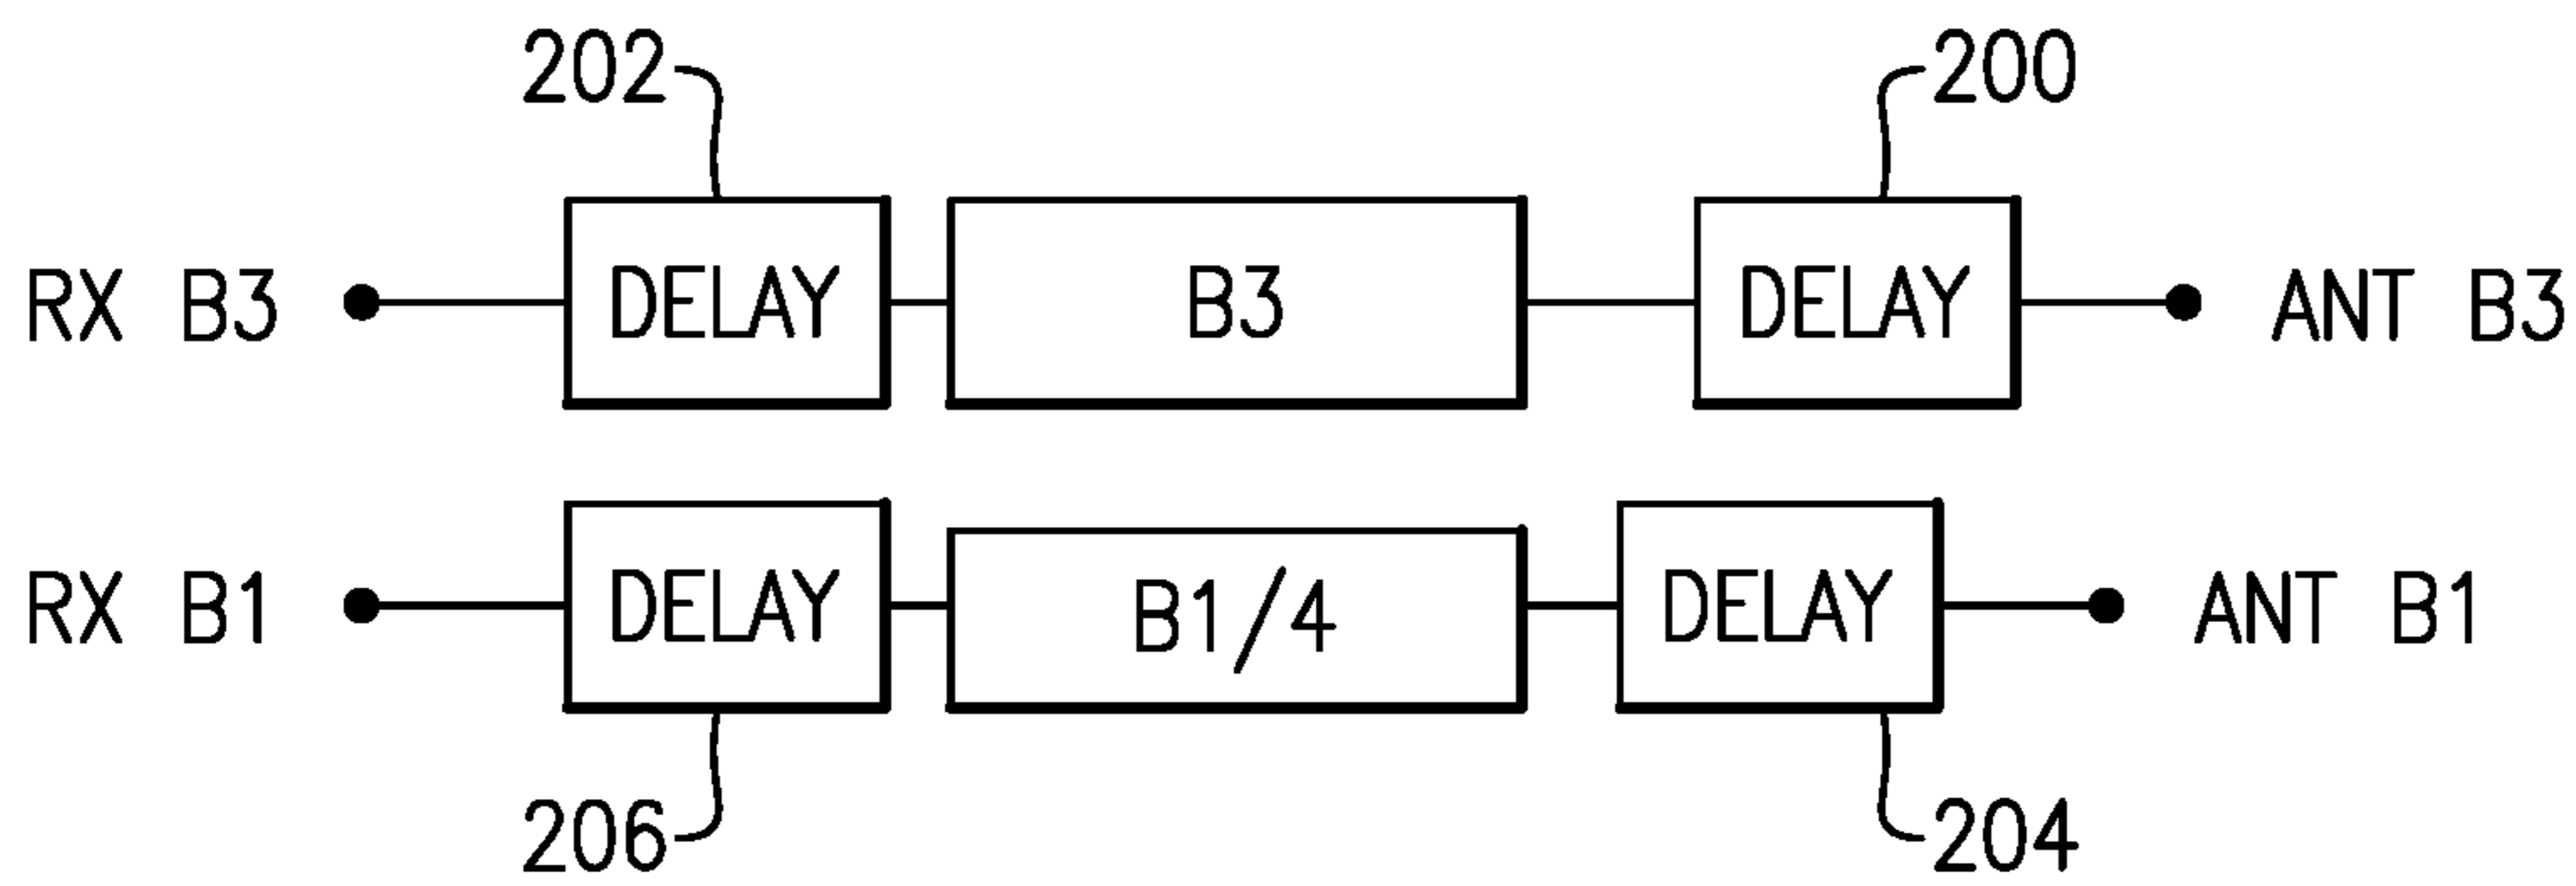 202 200
RX B3 DELAY B3 DELAY ANT B3
RX B1 DELAY B1/4 DELAY ANT B1
206 204